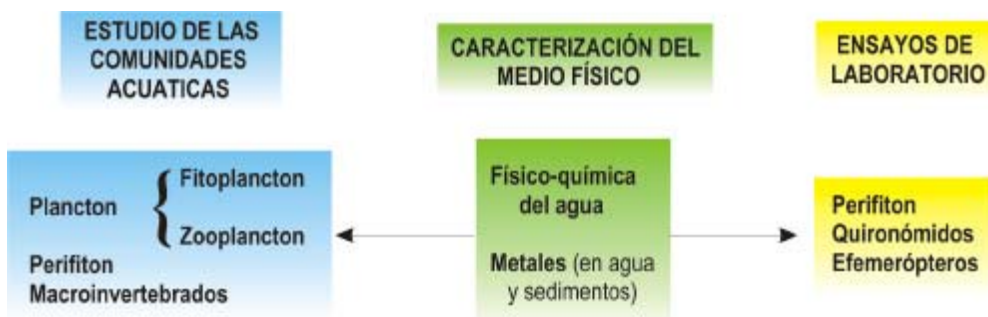 ESTUDIO DE LAS
COMUNIDADES
ACUATICAS
CARACTERIZACIÓN DEL
MEDIO FÍSICO
ENSAYOS DE
LABORATORIO
Plancton
Fitoplancton
Zooplancton
Perifiton
Macroinvertebrados
Físico-química
del agua
Metales (en agua
y sedimentos)
Perifiton
Quironómidos
Efemerópteros